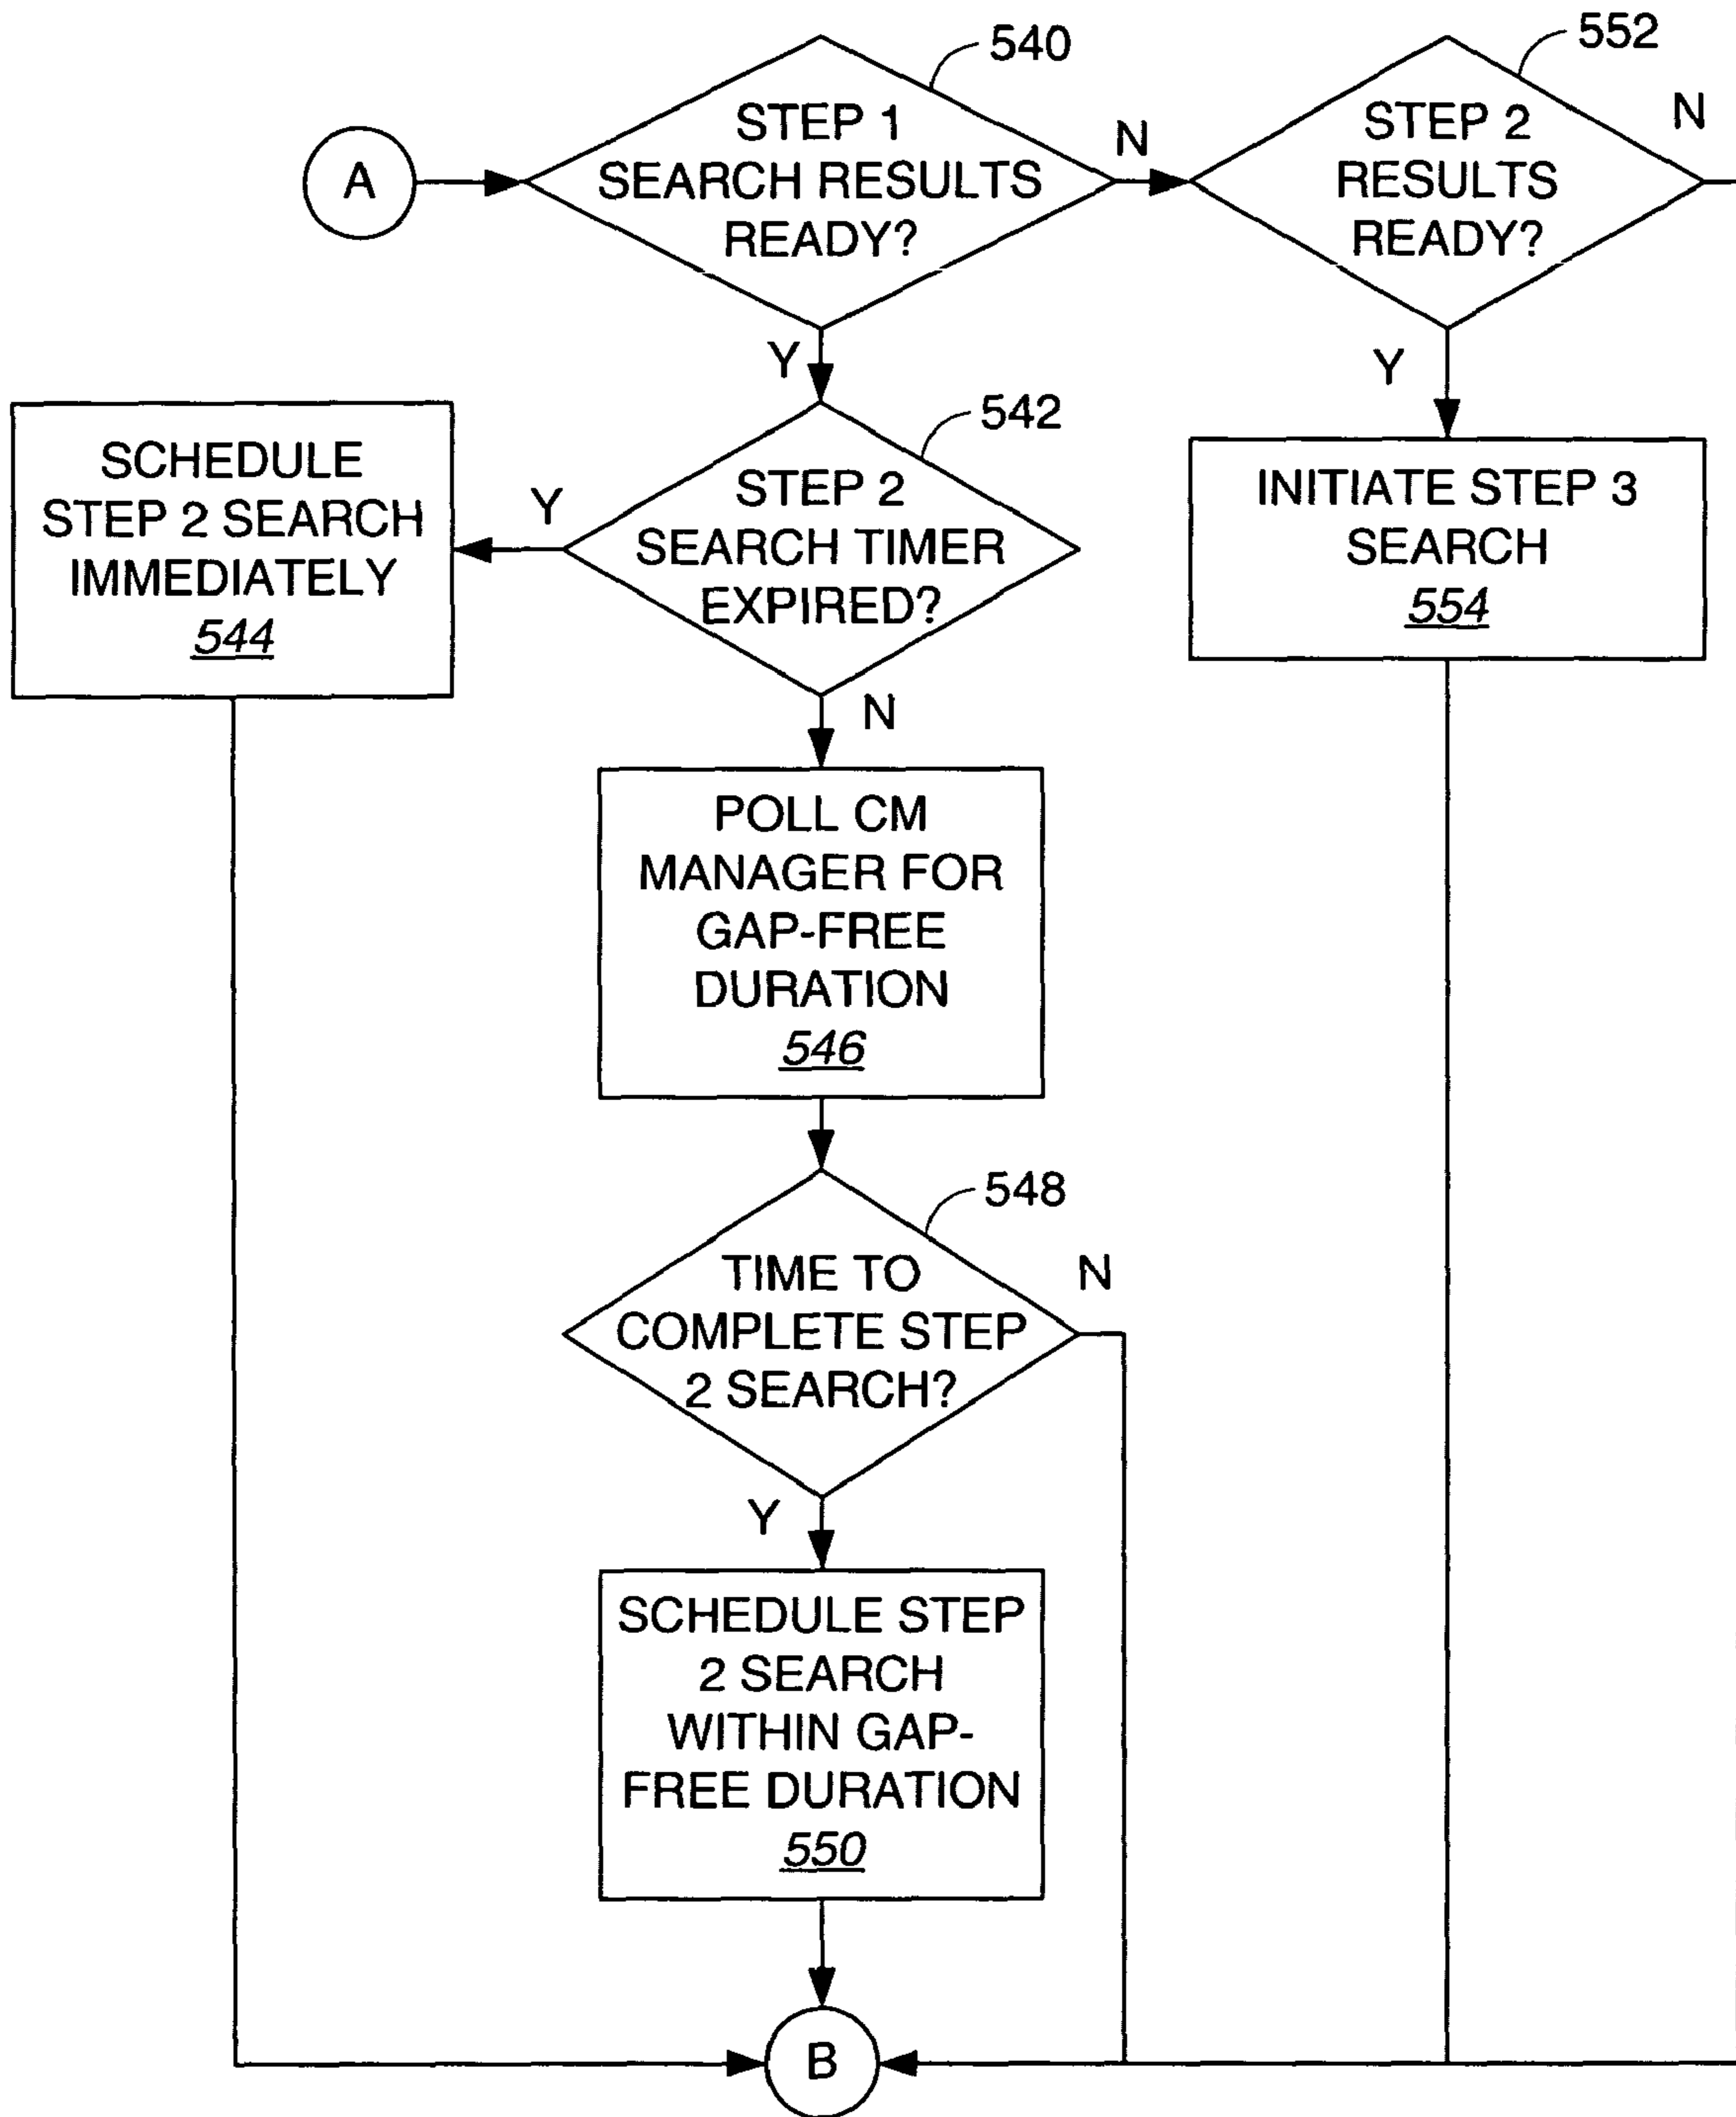 540
552
A
STEP 1
SEARCH RESULTS
READY?
N
STEP 2
RESULTS
READY?
N
Y
Y
542
SCHEDULE
STEP 2 SEARCH
IMMEDIATELY
544
Y
STEP 2
SEARCH TIMER
EXPIRED?
INITIATE STEP 3
SEARCH
554
N
POLL CM
MANAGER FOR
GAP-FREE
DURATION
546
548
TIME TO
COMPLETE STEP
2 SEARCH?
N
Y
SCHEDULE STEP
2 SEARCH
WITHIN GAP-
FREE DURATION
550
B